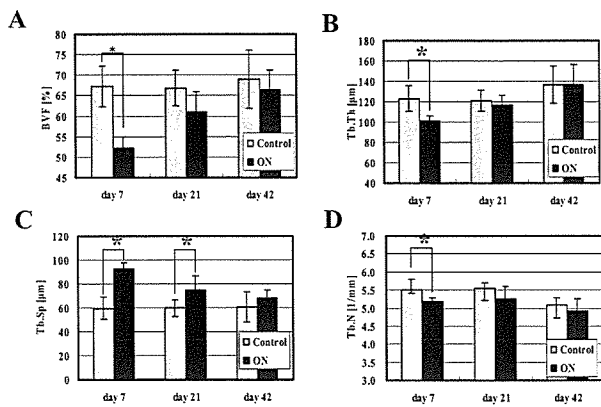 A
BVF [%]
80
75
70
65
60
55
50
45
*
Control
ON
day 7 day 21 day 42
B
Tb.Th [μm]
180
160
140
120
100
80
60
40
*
Control
ON
day 7 day 21 day 42
C
Tb.Sp [μm]
120
100
80
60
40
20
0
* *
Control
ON
day 7 day 21 day 42
D
Tb.N [1/mm]
7.0
6.5
6.0
5.5
5.0
4.5
4.0
3.5
3.0
*
Control
ON
day 7 day 21 day 42